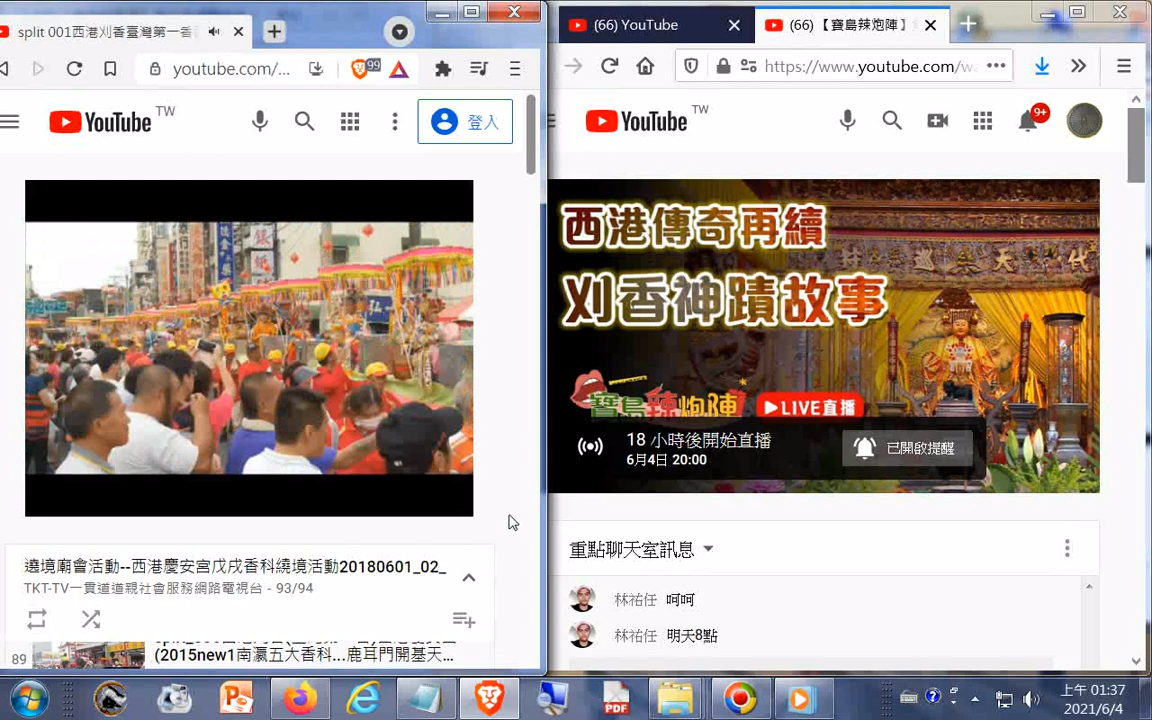 split 001西港刈香臺灣第一香
youtube.com/...
99
YouTube TW
登入
銀
紙
弘
遶境廟會活動--西港慶安宮戊戌香科繞境活動20180601_02_
TKT-TV一貫道道親社會服務網路電視台 - 93/94
89
(2015new1南瀛五大香科...鹿耳門開基天...
(66) YouTube
(66) 【寶島辣炮陣】
https://www.youtube.com/wa
YouTube TW
9+
西港傳奇再續
刈香神蹟故事
代天巡
寶島辣炮陣
LIVE直播
18 小時後開始直播
6月4日 20:00
已開啟提醒
重點聊天室訊息
林祐任 呵呵
林祐任 明天8點
PDF
上午 01:37
2021/6/4